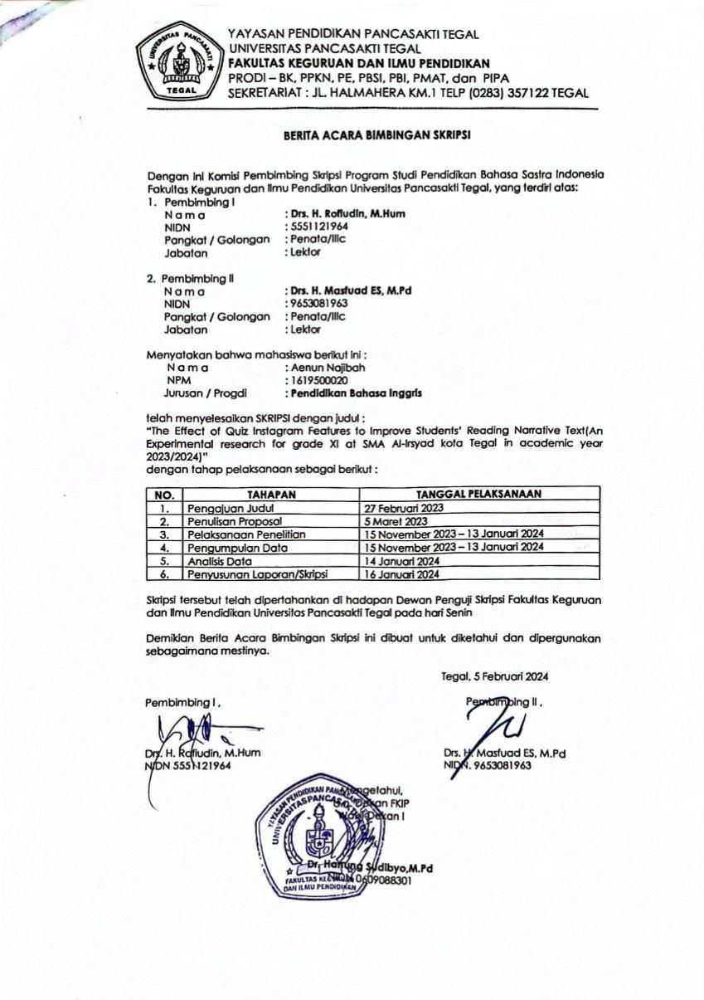 UNIVERSITAS PANCASAKTI
TEGAL
YAYASAN PENDIDIKAN PANCASAKTI TEGAL
UNIVERSITAS PANCASAKTI TEGAL
FAKULTAS KEGURUAN DAN ILMU PENDIDIKAN
PRODI – BK, PPKN, PE, PBSI, PBI, PMAT, dan PIPA
SEKRETARIAT : JL. HALMAHERA KM.1 TELP (0283) 357122 TEGAL
BERITA ACARA BIMBINGAN SKRIPSI
Dengan ini Komisi Pembimbing Skripsi Program Studi Pendidikan Bahasa Sastra Indonesia
Fakultas Keguruan dan Ilmu Pendidikan Universitas Pancasakti Tegal, yang terdiri atas:
1. Pembimbing I
N a m a : Drs. H. Rofiudin, M.Hum
NIDN : 5551121964
Pangkat / Golongan : Penata/IIIc
Jabatan : Lektor
2. Pembimbing II
N a m a : Drs. H. Masfuad ES, M.Pd
NIDN : 9653081963
Pangkat / Golongan : Penata/IIIc
Jabatan : Lektor
Menyatakan bahwa mahasiswa berikut ini :
N a m a : Aenun Najibah
NPM : 1619500020
Jurusan / Progdi : Pendidikan Bahasa Inggris
telah menyelesaikan SKRIPSI dengan judul :
"The Effect of Quiz Instagram Features to Improve Students' Reading Narrative Text(An
Experimental research for grade XI at SMA Al-Irsyad kota Tegal in academic year
2023/2024)"
dengan tahap pelaksanaan sebagai berikut :
NO. TAHAPAN TANGGAL PELAKSANAAN
1. Pengajuan Judul 27 Februari 2023
2. Penulisan Proposal 5 Maret 2023
3. Pelaksanaan Penelitian 15 November 2023 – 13 Januari 2024
4. Pengumpulan Data 15 November 2023 – 13 Januari 2024
5. Analisis Data 14 Januari 2024
6. Penyusunan Laporan/Skripsi 16 Januari 2024
Skripsi tersebut telah dipertahankan di hadapan Dewan Penguji Skripsi Fakultas Keguruan
dan Ilmu Pendidikan Universitas Pancasakti Tegal pada hari Senin
Demikian Berita Acara Bimbingan Skripsi ini dibuat untuk diketahui dan dipergunakan
sebagaimana mestinya.
Tegal, 5 Februari 2024
Pembimbing I , Pembimbing II ,
Drs. H. Rofiudin, M.Hum Drs. H. Masfuad ES, M.Pd
NIDN 5551121964 NIDN. 9653081963
Mengetahui,
Dekan FKIP
Wakil Dekan I
Dr. Hanung Sudibyo,M.Pd
NIDN 0609088301
YAYASAN PENDIDIKAN
UNIVERSITAS
FAKULTAS
DAN ILMU PENDIDIKAN